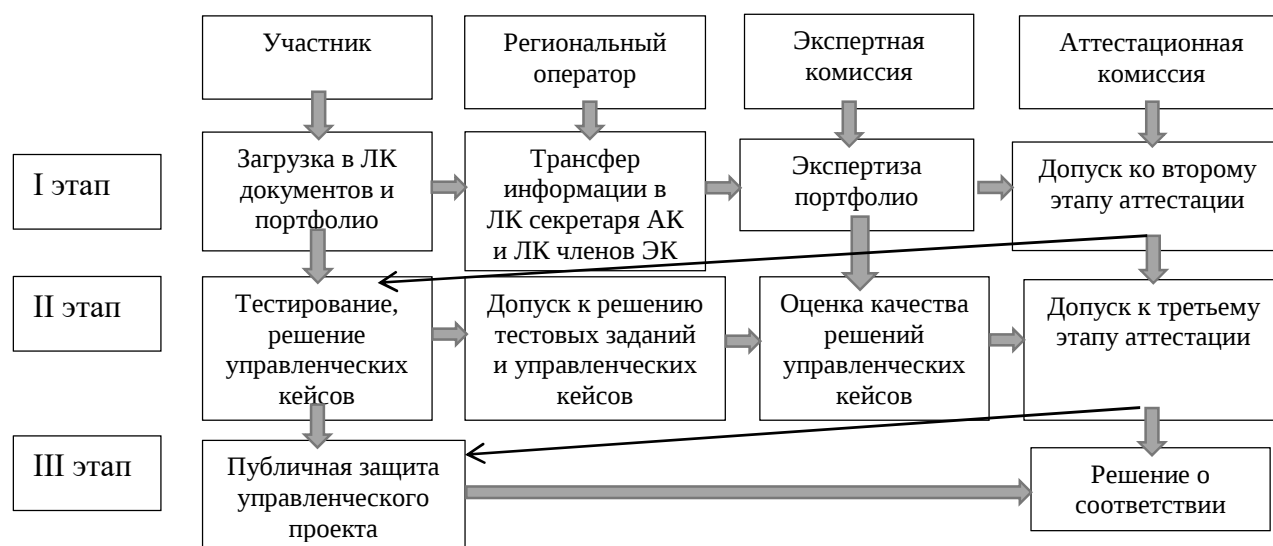 Участник
Региональный
оператор
Экспертная
комиссия
Аттестационная
комиссия
I этап
Загрузка в ЛК
документов и
портфолио
Трансфер
информации в
ЛК секретаря АК
и ЛК членов ЭК
Экспертиза
портфолио
Допуск ко второму
этапу аттестации
II этап
Тестирование,
решение
управленческих
кейсов
Допуск к решению
тестовых заданий
и управленческих
кейсов
Оценка качества
решений
управленческих
кейсов
Допуск к третьему
этапу аттестации
III этап
Публичная защита
управленческого
проекта
Решение о
соответствии